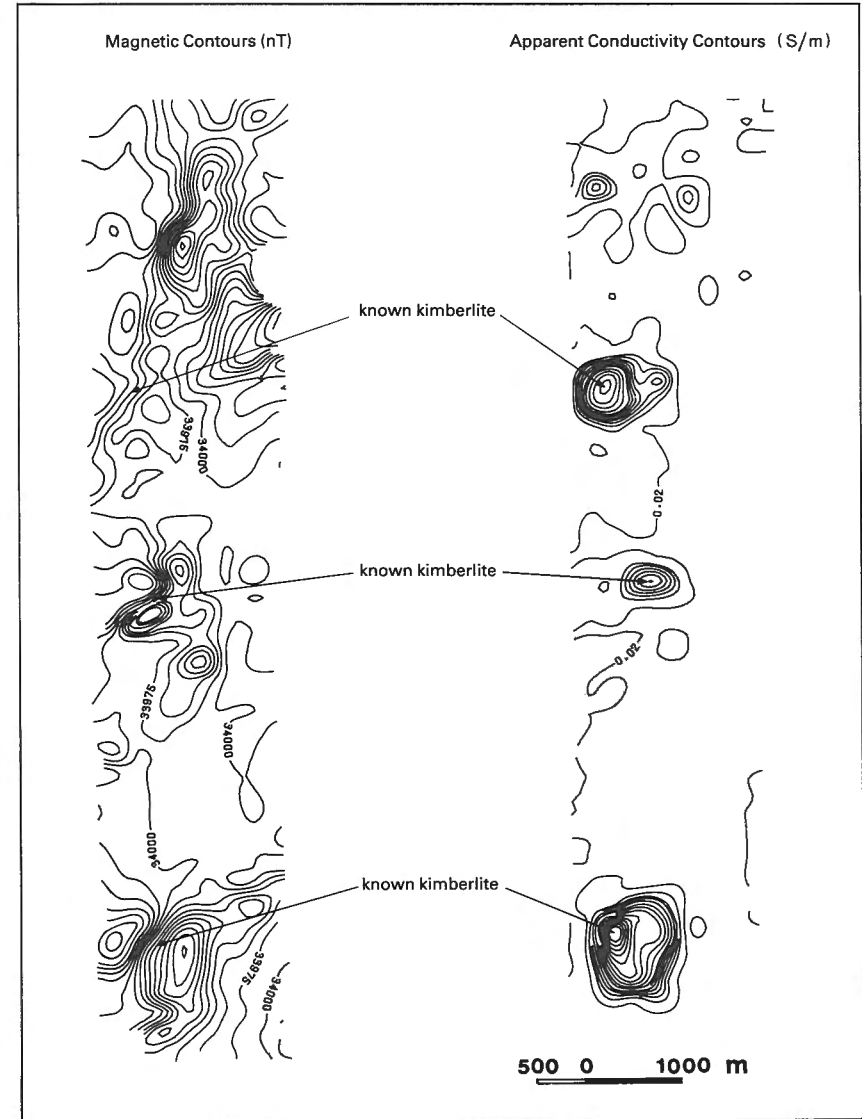 Magnetic Contours (nT)
Apparent Conductivity Contours (S/m)
known kimberlite
33975
34000
0.02
known kimberlite
0.02
33975
34000
34000
known kimberlite
33975
34000
500 0 1000 m